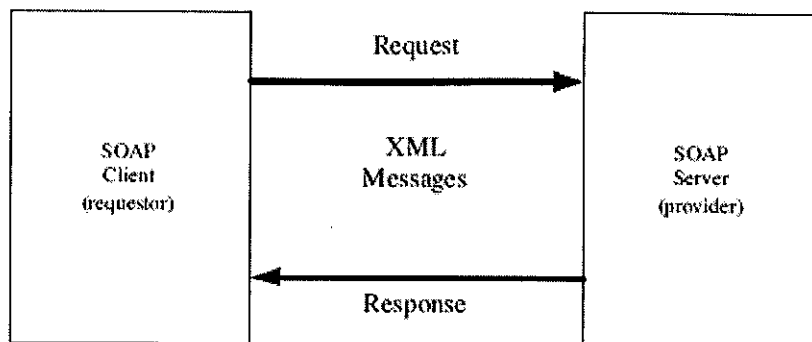 Request
SOAP
Client
(requestor)
XML
Messages
SOAP
Server
(provider)
Response